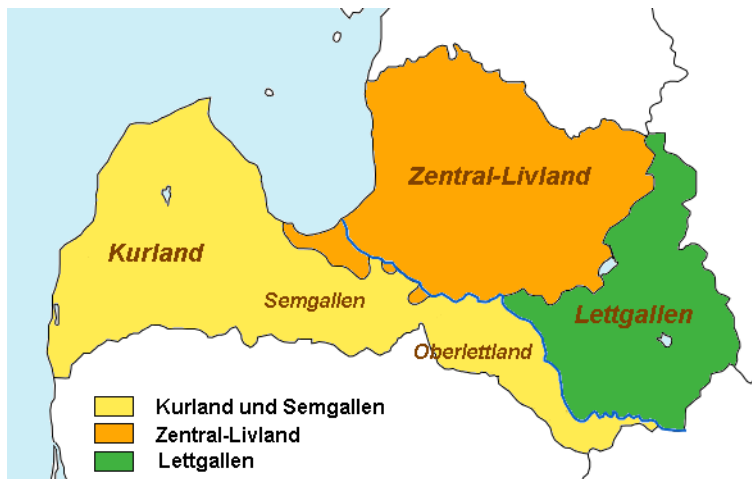 Zentral-Livland
Kurland
Semgallen
Lettgallen
Oberlettland
Kurland und Semgallen
Zentral-Livland
Lettgallen